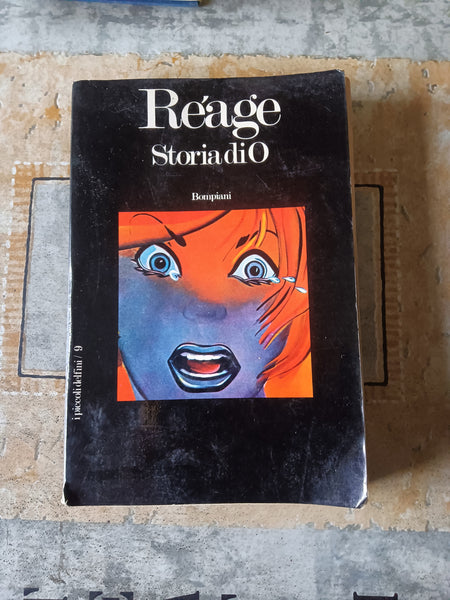 Réage
Storia di O
Bompiani
i piccoli delfini / 9